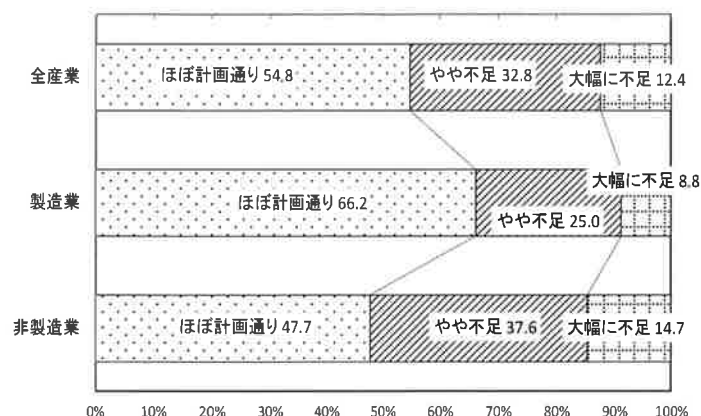 全産業
ほぼ計画通り 54.8
やや不足 32.8
大幅に不足 12.4
製造業
ほぼ計画通り 66.2
やや不足 25.0
大幅に不足 8.8
非製造業
ほぼ計画通り 47.7
やや不足 37.6
大幅に不足 14.7
0% 10% 20% 30% 40% 50% 60% 70% 80% 90% 100%